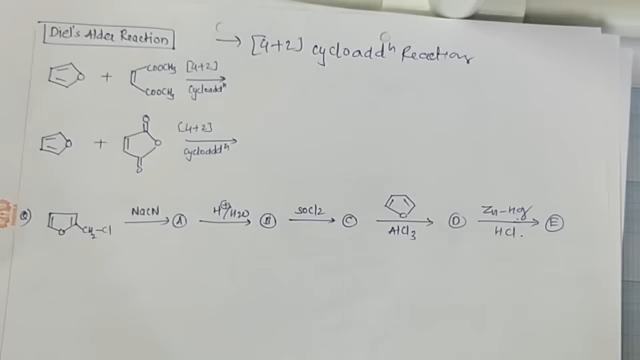 Diel's Alder Reaction → [4+2] cycloaddⁿ Reaction
+ COOCH₃ COOCH₃ [4+2] cycloaddⁿ
O + O O O [4+2] cycloaddⁿ
Q) O CH₂-Cl NaCN → A H⊕/H₂O → B SOCl₂ → C O AlCl₃ → D Zn-Hg HCl. → E